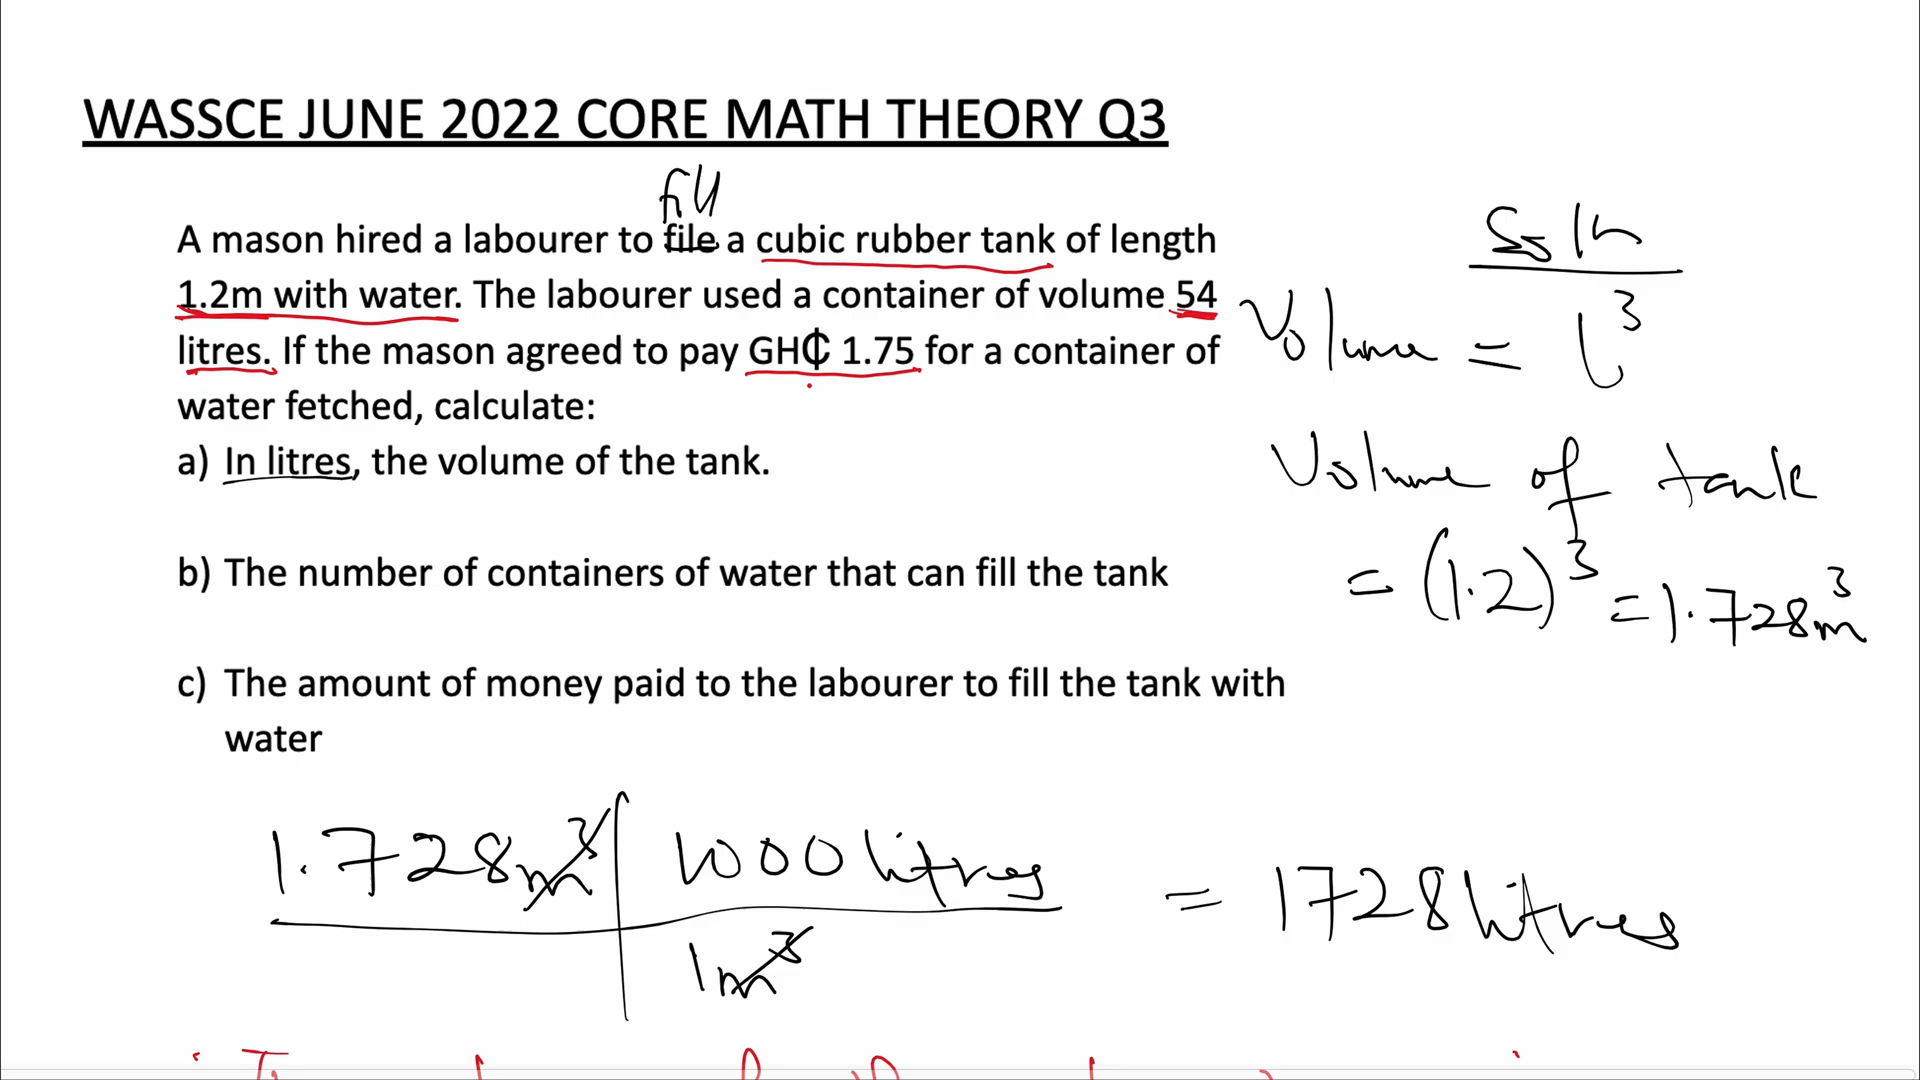 WASSCE JUNE 2022 CORE MATH THEORY Q3
fill
A mason hired a labourer to file a cubic rubber tank of length
1.2m with water. The labourer used a container of volume 54
litres. If the mason agreed to pay GH₵ 1.75 for a container of
water fetched, calculate:
a) In litres, the volume of the tank.
b) The number of containers of water that can fill the tank
c) The amount of money paid to the labourer to fill the tank with
water
Soln
Volume = l³
Volume of tank
= (1.2)³ = 1.728m³
1.728m³ | 1000 litres = 1728 litres
1m³